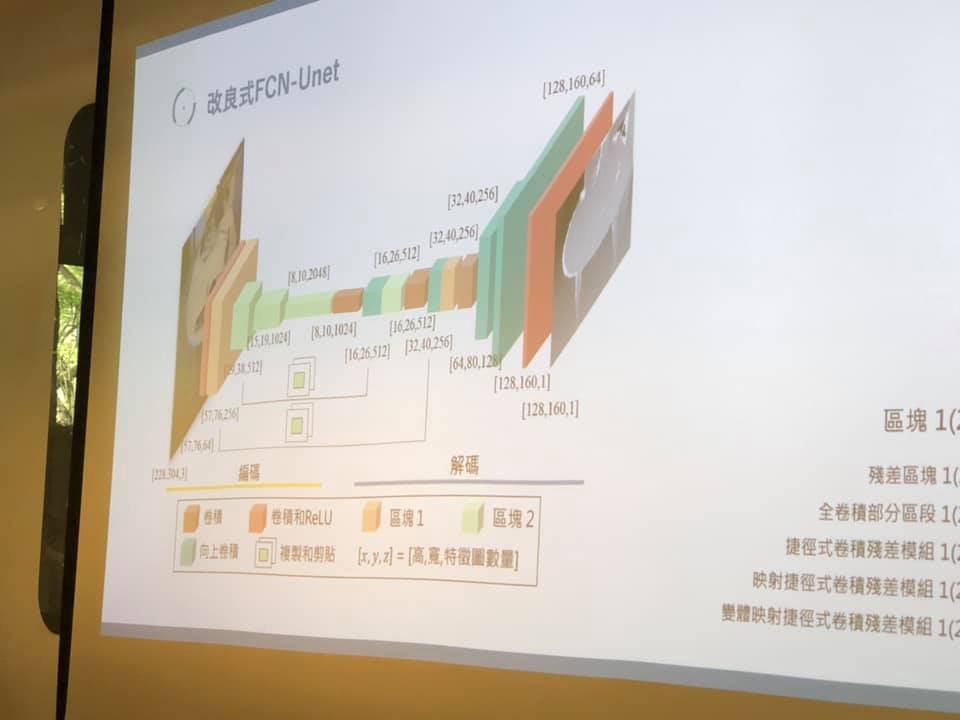 改良式FCN-Unet
[128,160,64]
[32,40,256]
[32,40,256]
[16,26,512]
[8,10,2048]
[8,10,1024]
[16,26,512]
[15,19,1024]
[32,40,256]
[16,26,512]
[64,80,128]
[128,160,1]
[128,160,1]
[57,76,256]
[57,76,64]
[228,304,3]
編碼
解碼
卷積
卷積和ReLU
區塊 1
區塊 2
向上卷積
複製和剪貼
[x, y, z] = [高,寬,特徵圖數量]
區塊 1(2
殘差區塊 1(
全卷積部分區段 1(2
捷徑式卷積殘差模組 1(2
映射捷徑式卷積殘差模組 1(2
變體映射捷徑式卷積殘差模組 1(2